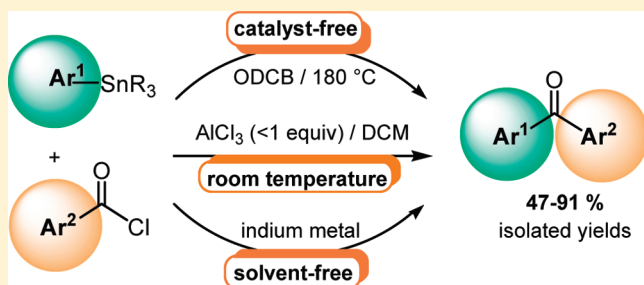 catalyst-free
Ar1
SnR3
ODCB / 180 °C
+
AlCl3 (<1 equiv) / DCM
room temperature
O
Ar2
Cl
indium metal
solvent-free
O
Ar1
Ar2
47-91 %
isolated yields